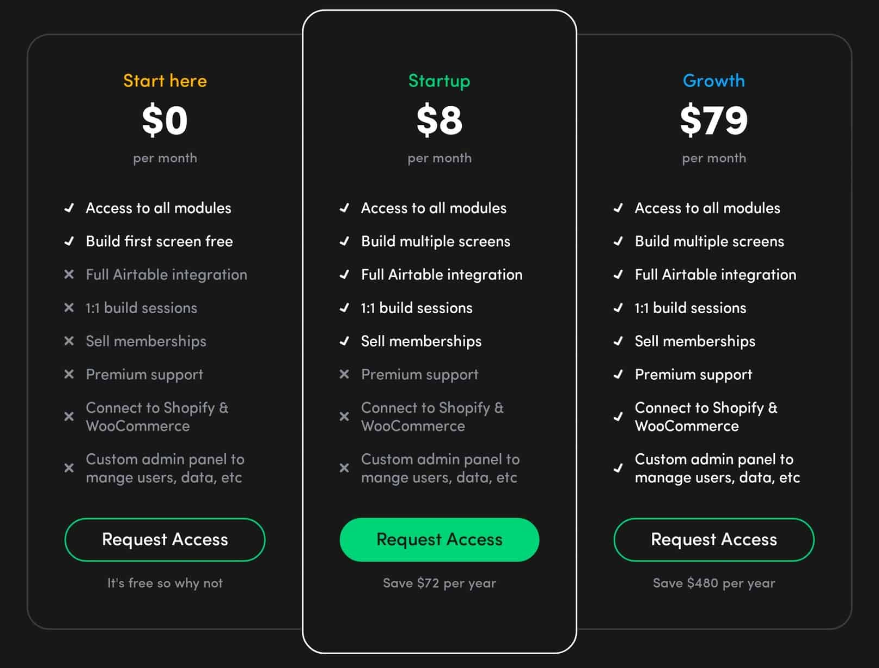 Start here
$0
per month
Access to all modules
Build first screen free
Full Airtable integration
1:1 build sessions
Sell memberships
Premium support
Connect to Shopify &
WooCommerce
Custom admin panel to
mange users, data, etc
Request Access
It's free so why not
Startup
$8
per month
Access to all modules
Build multiple screens
Full Airtable integration
1:1 build sessions
Sell memberships
Premium support
Connect to Shopify &
WooCommerce
Custom admin panel to
mange users, data, etc
Request Access
Save $72 per year
Growth
$79
per month
Access to all modules
Build multiple screens
Full Airtable integration
1:1 build sessions
Sell memberships
Premium support
Connect to Shopify &
WooCommerce
Custom admin panel to
manage users, data, etc
Request Access
Save $480 per year